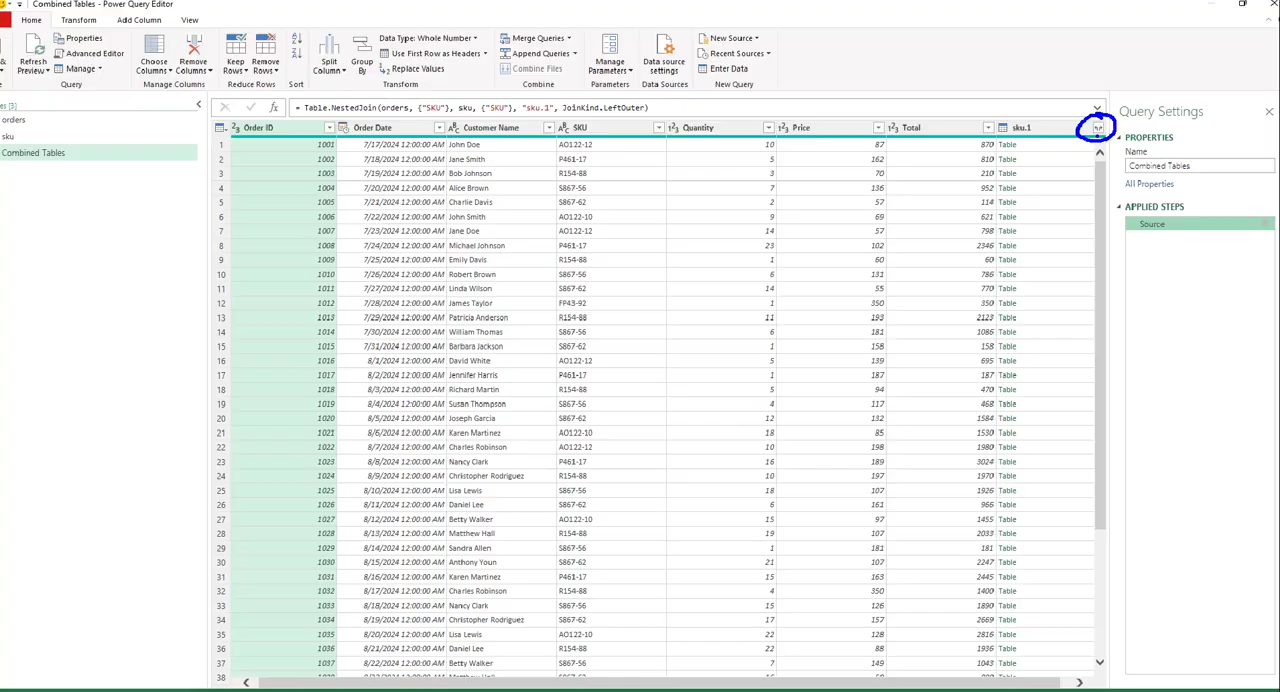 Combined Tables - Power Query Editor
Home Transform Add Column View
Refresh Preview Properties Advanced Editor Manage Query
Choose Columns Remove Columns Manage Columns
Keep Rows Remove Rows Reduce Rows
Sort
Split Column Group By Data Type: Whole Number Use First Row as Headers Replace Values Transform
Merge Queries Append Queries Combine Files Combine
Manage Parameters Parameters
Data source settings Data Sources
New Source Recent Sources Enter Data New Query
es [3]
orders
sku
Combined Tables
fx = Table.NestedJoin(orders, {"SKU"}, sku, {"SKU"}, "sku.1", JoinKind.LeftOuter)
Order ID Order Date Customer Name SKU Quantity Price Total sku.1
1 1001 7/17/2024 12:00:00 AM John Doe AO122-12 10 87 870 Table
2 1002 7/18/2024 12:00:00 AM Jane Smith P461-17 5 162 810 Table
3 1003 7/19/2024 12:00:00 AM Bob Johnson R154-88 3 70 210 Table
4 1004 7/20/2024 12:00:00 AM Alice Brown S867-56 7 136 952 Table
5 1005 7/21/2024 12:00:00 AM Charlie Davis S867-62 2 57 114 Table
6 1006 7/22/2024 12:00:00 AM John Smith AO122-10 9 69 621 Table
7 1007 7/23/2024 12:00:00 AM Jane Doe AO122-12 14 57 798 Table
8 1008 7/24/2024 12:00:00 AM Michael Johnson P461-17 23 102 2346 Table
9 1009 7/25/2024 12:00:00 AM Emily Davis R154-88 1 60 60 Table
10 1010 7/26/2024 12:00:00 AM Robert Brown S867-56 6 131 786 Table
11 1011 7/27/2024 12:00:00 AM Linda Wilson S867-62 14 55 770 Table
12 1012 7/28/2024 12:00:00 AM James Taylor FP43-92 1 350 350 Table
13 1013 7/29/2024 12:00:00 AM Patricia Anderson R154-88 11 193 2123 Table
14 1014 7/30/2024 12:00:00 AM William Thomas S867-56 6 181 1086 Table
15 1015 7/31/2024 12:00:00 AM Barbara Jackson S867-62 1 158 158 Table
16 1016 8/1/2024 12:00:00 AM David White AO122-12 5 139 695 Table
17 1017 8/2/2024 12:00:00 AM Jennifer Harris P461-17 1 187 187 Table
18 1018 8/3/2024 12:00:00 AM Richard Martin R154-88 5 94 470 Table
19 1019 8/4/2024 12:00:00 AM Susan Thompson S867-56 4 117 468 Table
20 1020 8/5/2024 12:00:00 AM Joseph Garcia S867-62 12 132 1584 Table
21 1021 8/6/2024 12:00:00 AM Karen Martinez AO122-10 18 85 1530 Table
22 1022 8/7/2024 12:00:00 AM Charles Robinson AO122-12 10 198 1980 Table
23 1023 8/8/2024 12:00:00 AM Nancy Clark P461-17 16 189 3024 Table
24 1024 8/9/2024 12:00:00 AM Christopher Rodriguez R154-88 10 197 1970 Table
25 1025 8/10/2024 12:00:00 AM Lisa Lewis S867-56 18 107 1926 Table
26 1026 8/11/2024 12:00:00 AM Daniel Lee S867-62 6 161 966 Table
27 1027 8/12/2024 12:00:00 AM Betty Walker AO122-10 15 97 1455 Table
28 1028 8/13/2024 12:00:00 AM Matthew Hall R154-88 19 107 2033 Table
29 1029 8/14/2024 12:00:00 AM Sandra Allen S867-56 1 181 181 Table
30 1030 8/15/2024 12:00:00 AM Anthony Youn S867-62 21 107 2247 Table
31 1031 8/16/2024 12:00:00 AM Karen Martinez P461-17 15 163 2445 Table
32 1032 8/17/2024 12:00:00 AM Charles Robinson R154-88 4 350 1400 Table
33 1033 8/18/2024 12:00:00 AM Nancy Clark S867-56 15 126 1890 Table
34 1034 8/19/2024 12:00:00 AM Christopher Rodriguez S867-62 17 157 2669 Table
35 1035 8/20/2024 12:00:00 AM Lisa Lewis AO122-10 22 128 2816 Table
36 1036 8/21/2024 12:00:00 AM Daniel Lee R154-88 22 88 1936 Table
37 1037 8/22/2024 12:00:00 AM Betty Walker S867-56 7 149 1043 Table
38
Query Settings
PROPERTIES
Name
Combined Tables
All Properties
APPLIED STEPS
Source